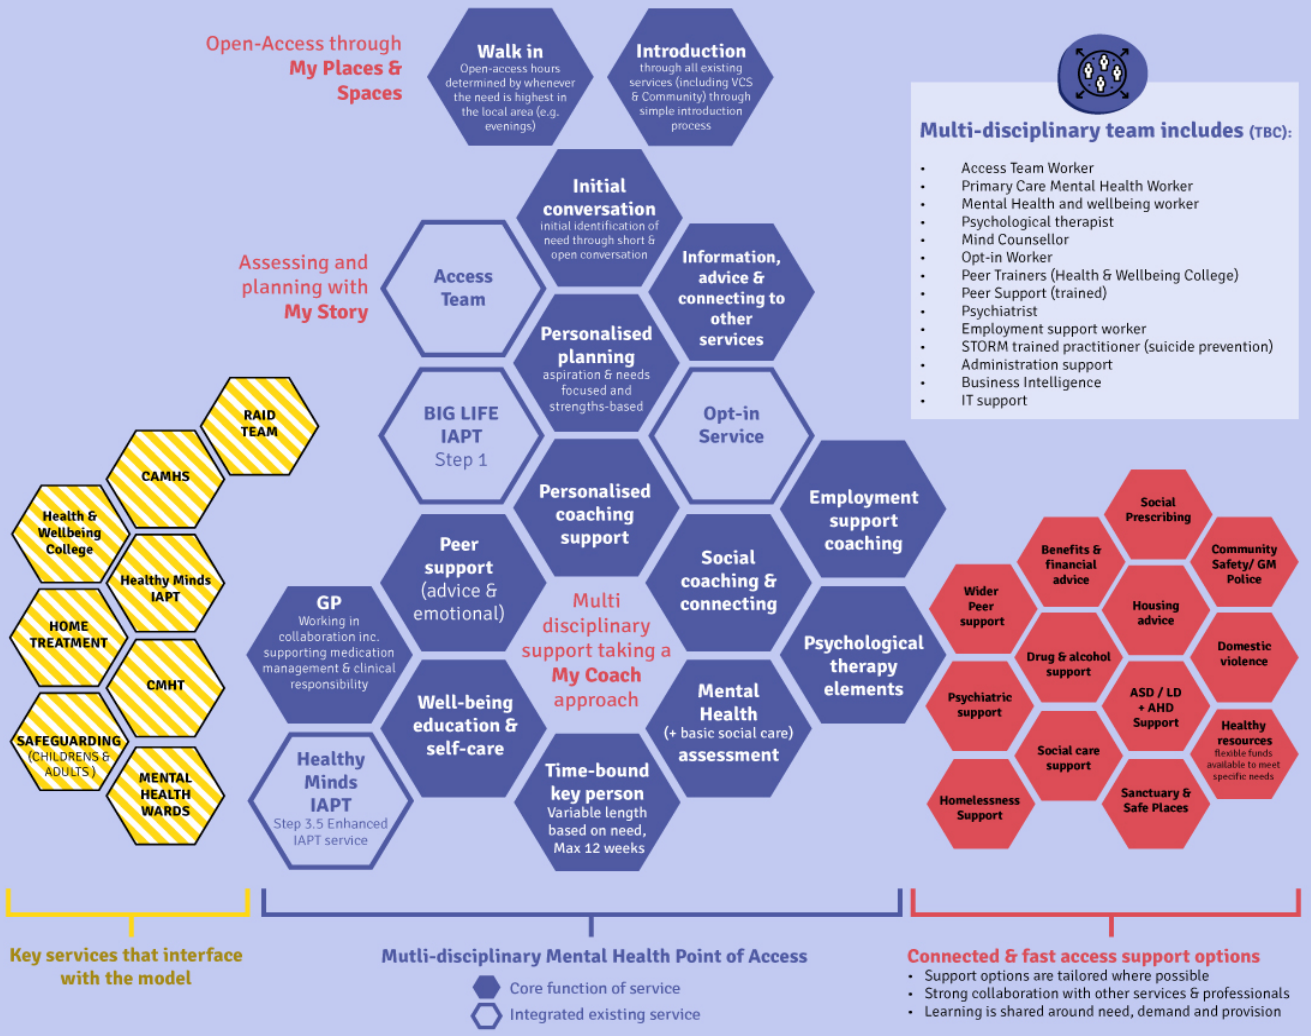 Open-Access through
My Places &
Spaces
Walk in
Open-access hours
determined by whenever
the need is highest in
the local area (e.g.
evenings)
Introduction
through all existing
services (including VCS
& Community) through
simple introduction
process
Multi-disciplinary team includes (TBC):
• Access Team Worker
• Primary Care Mental Health Worker
• Mental Health and wellbeing worker
• Psychological therapist
• Mind Counsellor
• Opt-in Worker
• Peer Trainers (Health & Wellbeing College)
• Peer Support (trained)
• Psychiatrist
• Employment support worker
• STORM trained practitioner (suicide prevention)
• Administration support
• Business Intelligence
• IT support
Initial
conversation
initial identification of
need through short &
open conversation
Assessing and
planning with
My Story
Access
Team
Information,
advice &
connecting to
other
services
Personalised
planning
aspiration & needs
focused and
strengths-based
BIG LIFE
IAPT
Step 1
Opt-in
Service
Personalised
coaching
support
Employment
support
coaching
Peer
support
(advice &
emotional)
Social
coaching &
connecting
GP
Working in
collaboration inc.
supporting medication
management & clinical
responsibility
Multi
disciplinary
support taking a
My Coach
approach
Psychological
therapy
elements
Well-being
education &
self-care
Mental
Health
(+ basic social care)
assessment
Healthy
Minds
IAPT
Step 3.5 Enhanced
IAPT service
Time-bound
key person
Variable length
based on need,
Max 12 weeks
RAID
TEAM
CAMHS
Health &
Wellbeing
College
Healthy Minds
IAPT
HOME
TREATMENT
CMHT
SAFEGUARDING
(CHILDRENS &
ADULTS )
MENTAL
HEALTH
WARDS
Social
Prescribing
Benefits &
financial
advice
Community
Safety/ GM
Police
Wider
Peer
support
Housing
advice
Drug & alcohol
support
Domestic
violence
Psychiatric
support
ASD / LD
+ AHD
Support
Healthy
resources
flexible funds
available to meet
specific needs
Social care
support
Homelessness
Support
Sanctuary &
Safe Places
Key services that interface
with the model
Mutli-disciplinary Mental Health Point of Access
Core function of service
Integrated existing service
Connected & fast access support options
• Support options are tailored where possible
• Strong collaboration with other services & professionals
• Learning is shared around need, demand and provision